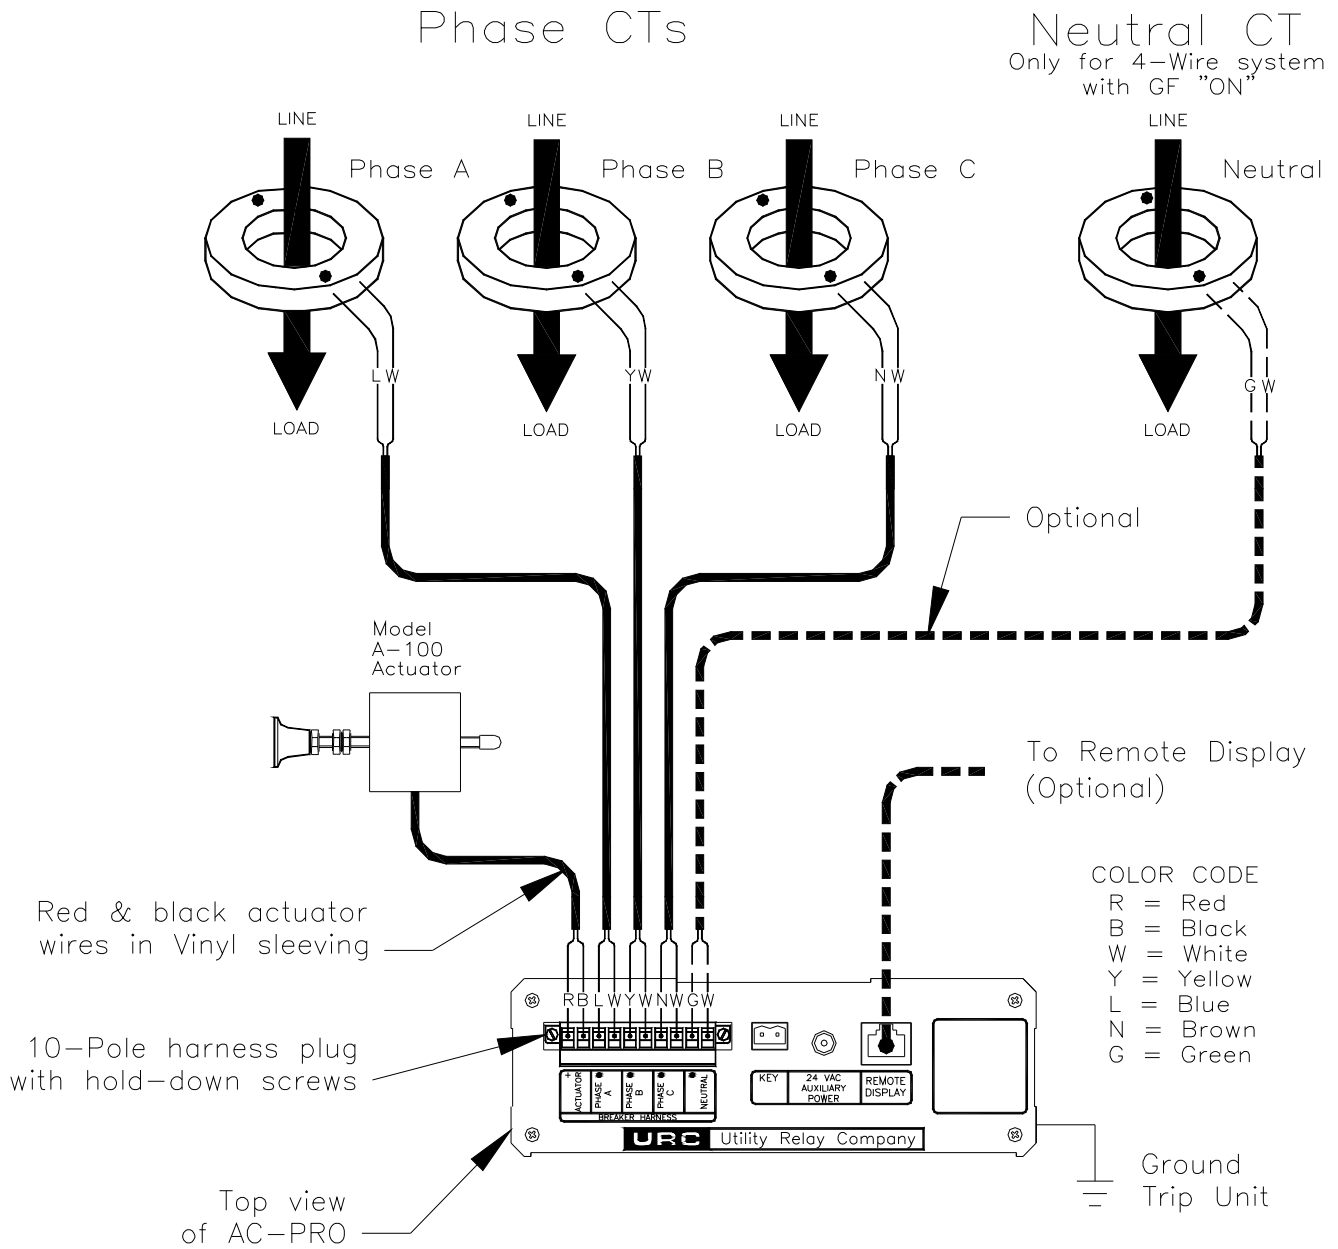 Phase CTs
Neutral CT
Only for 4-Wire system
with GF "ON"
LINE
LINE
LINE
LINE
Phase A
Phase B
Phase C
Neutral
L W
Y W
N W
G W
LOAD
LOAD
LOAD
LOAD
Optional
Model
A-100
Actuator
To Remote Display
(Optional)
Red & black actuator
wires in Vinyl sleeving
COLOR CODE
R = Red
B = Black
W = White
Y = Yellow
L = Blue
N = Brown
G = Green
R B L W Y W N W G W
10-Pole harness plug
with hold-down screws
+
ACTUATOR
PHASE
A
PHASE
B
PHASE
C
NEUTRAL
BREAKER HARNESS
KEY
24 VAC
AUXILIARY
POWER
REMOTE
DISPLAY
URC Utility Relay Company
Ground
Trip Unit
Top view
of AC-PRO